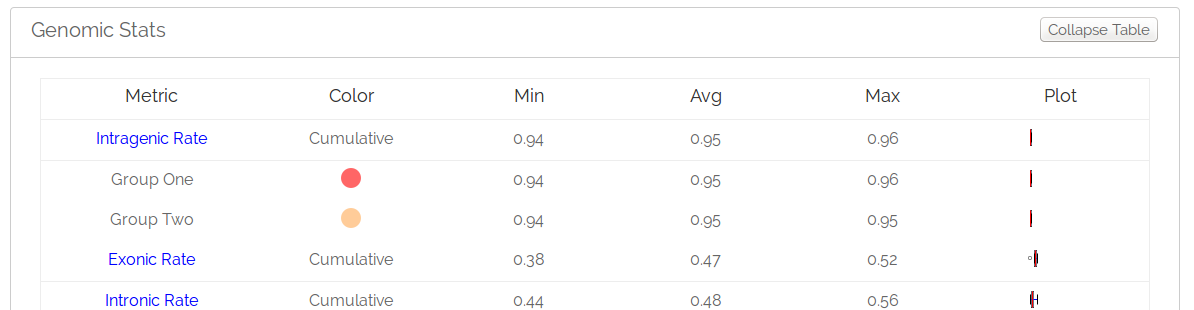 Genomic Stats Collapse Table
Metric Color Min Avg Max Plot
Intragenic Rate Cumulative 0.94 0.95 0.96
Group One 0.94 0.95 0.96
Group Two 0.94 0.95 0.95
Exonic Rate Cumulative 0.38 0.47 0.52
Intronic Rate Cumulative 0.44 0.48 0.56